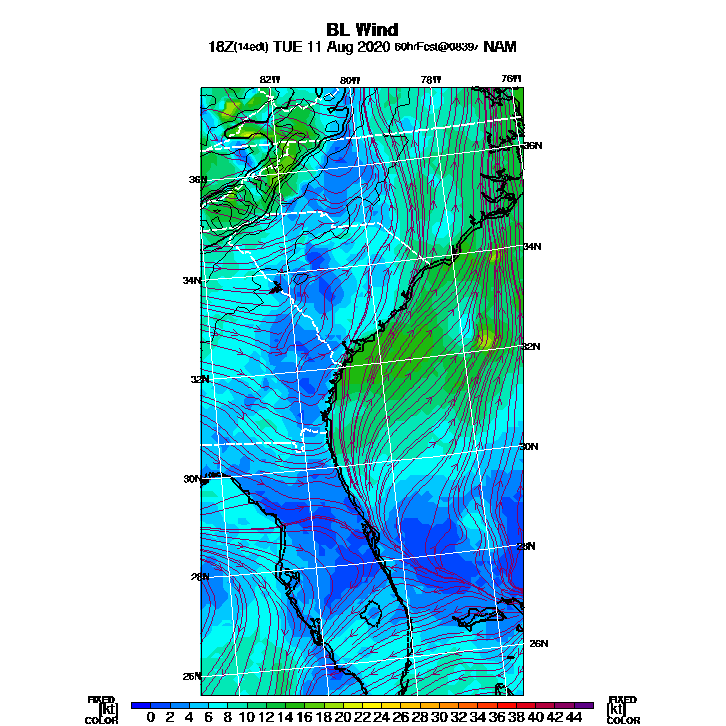 BL Wind
18Z(14edt) TUE 11 Aug 2020 60hrFcst@0839z NAM
82W 80W 78W 76W
36N
36N
34N
34N
32N
32N
30N
30N
28N
28N
26N
26N
FIXED FIXED
[kt] 0 2 4 6 8 10 12 14 16 18 20 22 24 26 28 30 32 34 36 38 40 42 44 [kt]
COLOR COLOR